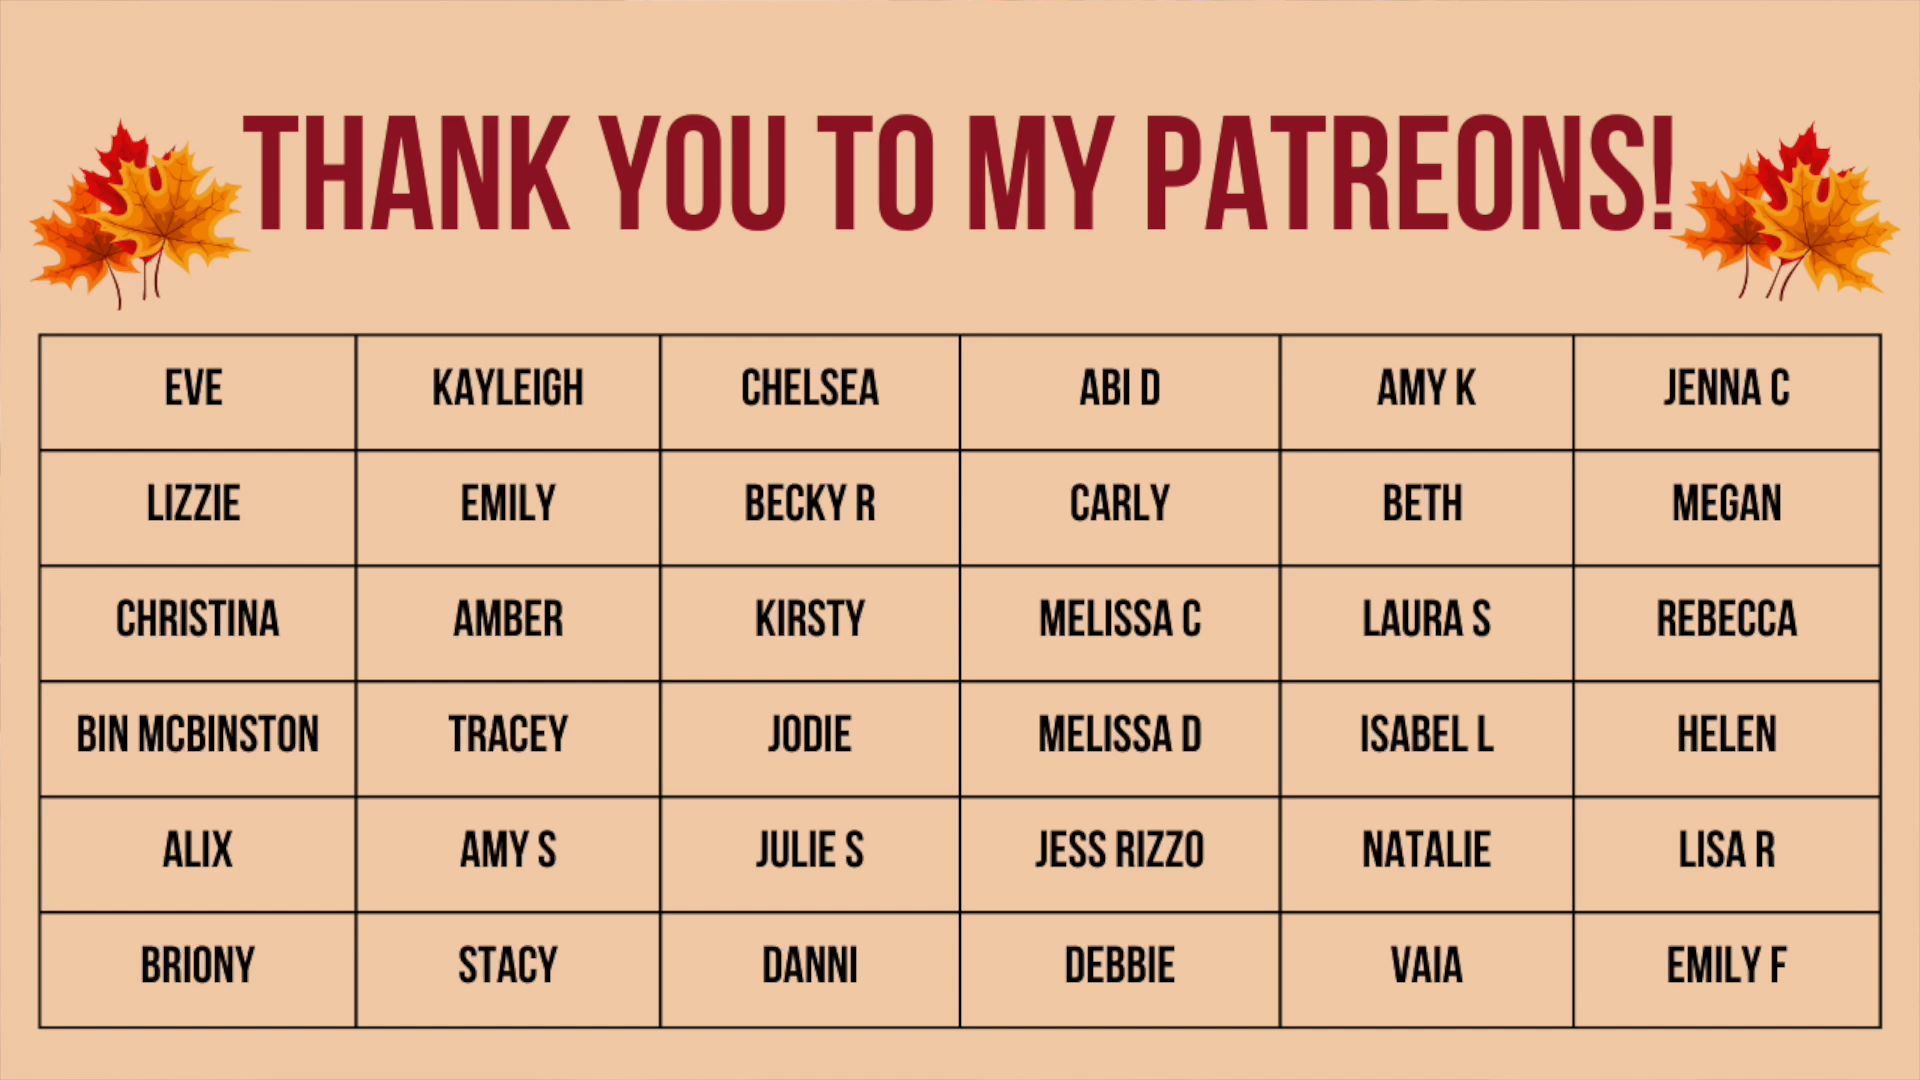 THANK YOU TO MY PATREONS!
EVE KAYLEIGH CHELSEA ABI D AMY K JENNA C
LIZZIE EMILY BECKY R CARLY BETH MEGAN
CHRISTINA AMBER KIRSTY MELISSA C LAURA S REBECCA
BIN MCBINSTON TRACEY JODIE MELISSA D ISABEL L HELEN
ALIX AMY S JULIE S JESS RIZZO NATALIE LISA R
BRIONY STACY DANNI DEBBIE VAIA EMILY F